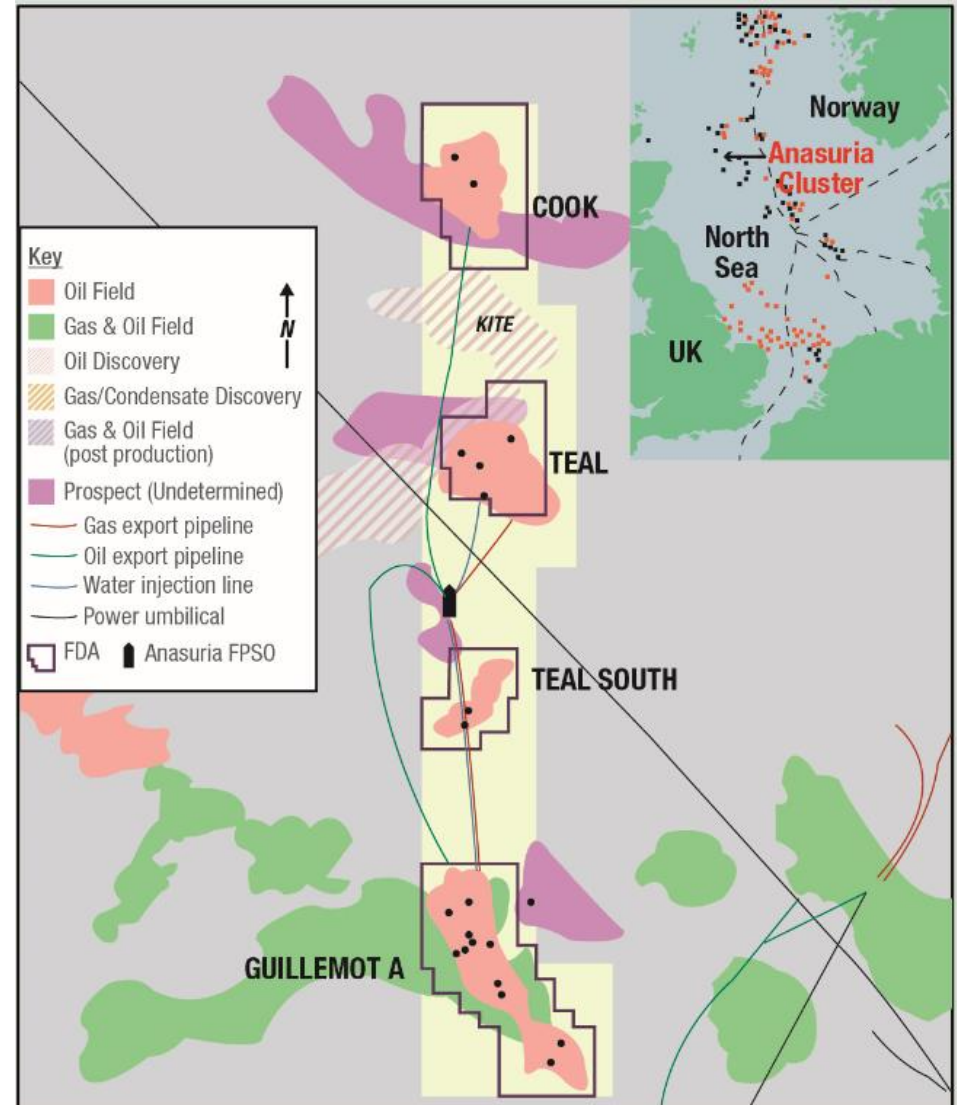 Norway
Anasuria
Cluster
North
Sea
UK
COOK
KITE
TEAL
TEAL SOUTH
GUILLEMOT A
Key
Oil Field
Gas & Oil Field
Oil Discovery
Gas/Condensate Discovery
Gas & Oil Field
(post production)
Prospect (Undetermined)
Gas export pipeline
Oil export pipeline
Water injection line
Power umbilical
FDA Anasuria FPSO
N